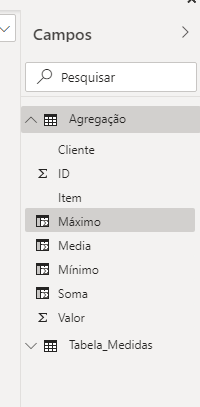 Campos
Pesquisar
Agregação
Cliente
Σ ID
Item
Máximo
Media
Mínimo
Soma
Σ Valor
Tabela_Medidas